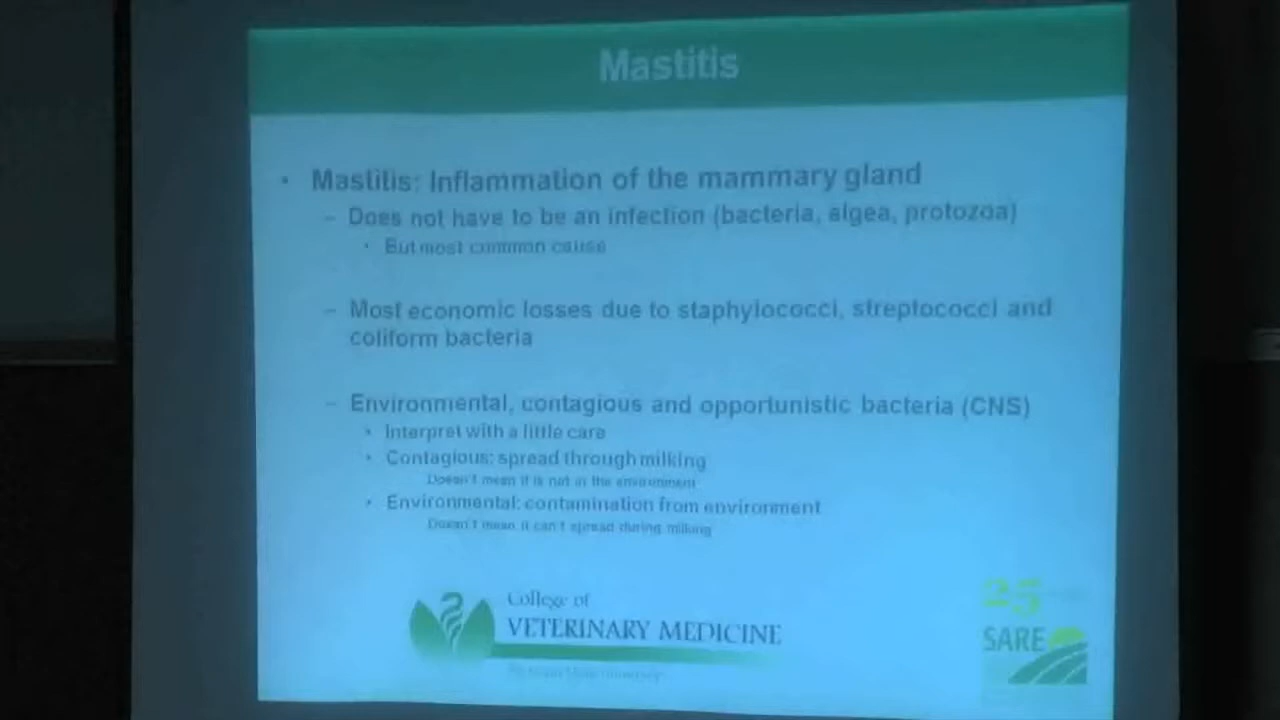 Mastitis
• Mastitis: Inflammation of the mammary gland
– Does not have to be an infection (bacteria, algea, protozoa)
• But most common cause
– Most economic losses due to staphylococci, streptococci and
coliform bacteria
– Environmental, contagious and opportunistic bacteria (CNS)
• Interpret with a little care
• Contagious: spread through milking
Doesn't mean it is not in the environment
• Environmental: contamination from environment
Doesn't mean it can't spread during milking
College of
VETERINARY MEDICINE
25
SARE